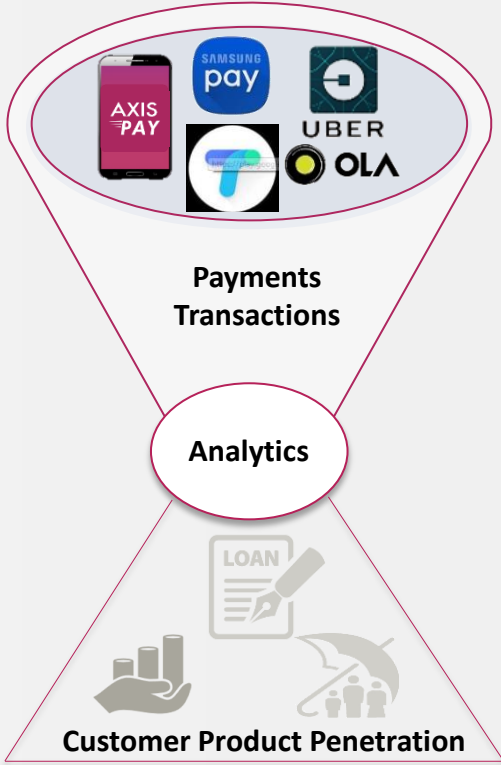 AXIS
PAY
SAMSUNG
pay
UBER
OLA
Payments
Transactions
Analytics
LOAN
Customer Product Penetration